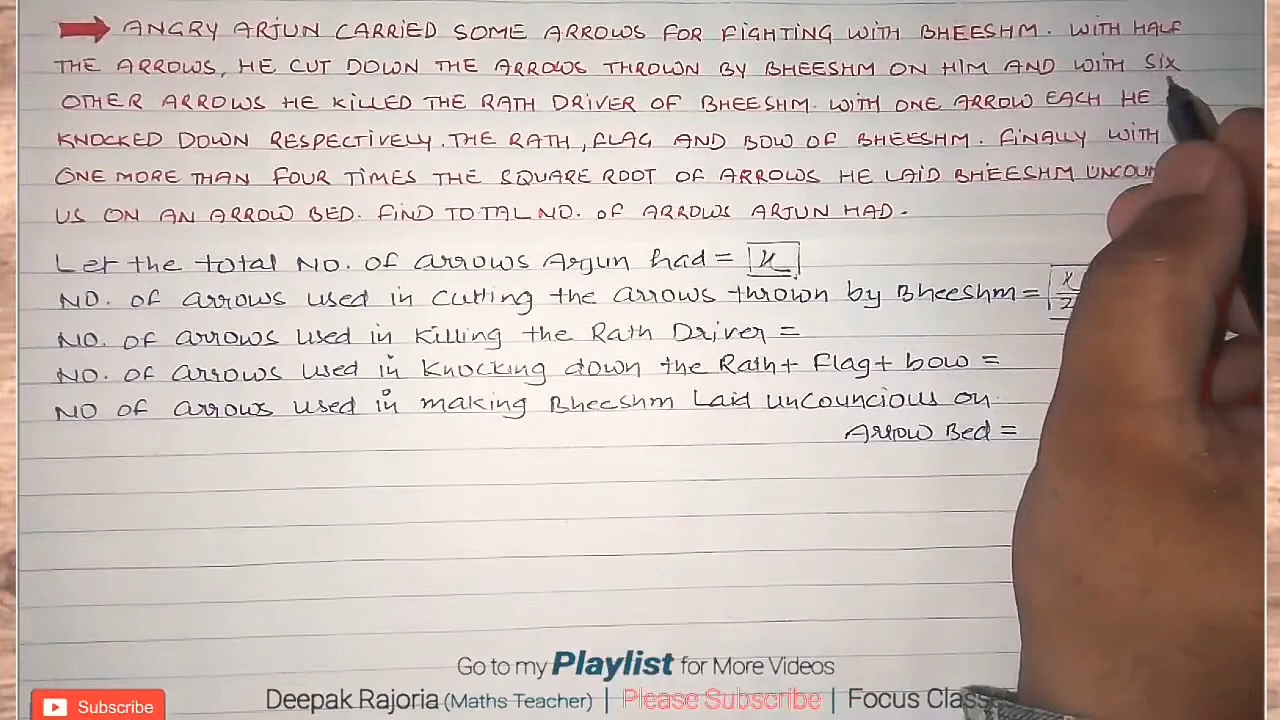 ANGRY ARJUN CARRIED SOME ARROWS FOR FIGHTING WITH BHEESHM. WITH HALF
THE ARROWS, HE CUT DOWN THE ARROWS THROWN BY BHEESHM ON HIM AND WITH SIX
OTHER ARROWS HE KILLED THE RATH DRIVER OF BHEESHM. WITH ONE ARROW EACH HE
KNOCKED DOWN RESPECTIVELY. THE RATH, FLAG AND BOW OF BHEESHM. FINALLY WITH
ONE MORE THAN FOUR TIMES THE SQUARE ROOT OF ARROWS HE LAID BHEESHM
US ON AN ARROW BED. FIND TOTAL NO. OF ARROWS ARJUN HAD.
Let the total NO. of arrows Arjun had = x
NO. of arrows used in cutting the arrows thrown by Bheeshm = x/2
NO. of arrows used in killing the Rath Driver =
NO. of arrows used in knocking down the Rath + Flag + bow =
NO of arrows used in making Bheeshm Laid uncouncious on
Arrow Bed =
Go to my Playlist for More Videos
Deepak Rajoria (Maths Teacher) | Please Subscribe | Focus
Subscribe